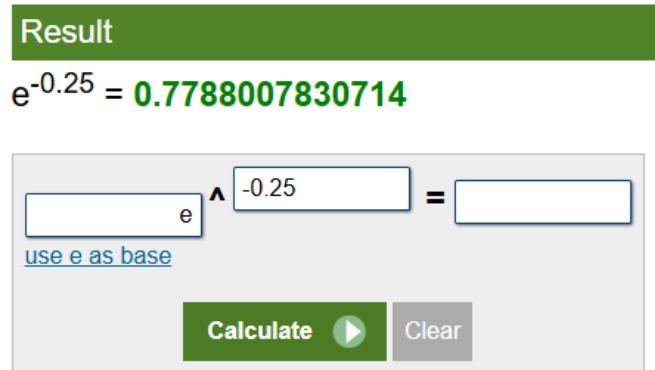 Result
e^-0.25 = 0.7788007830714
e ^ -0.25 =
use e as base
Calculate Clear